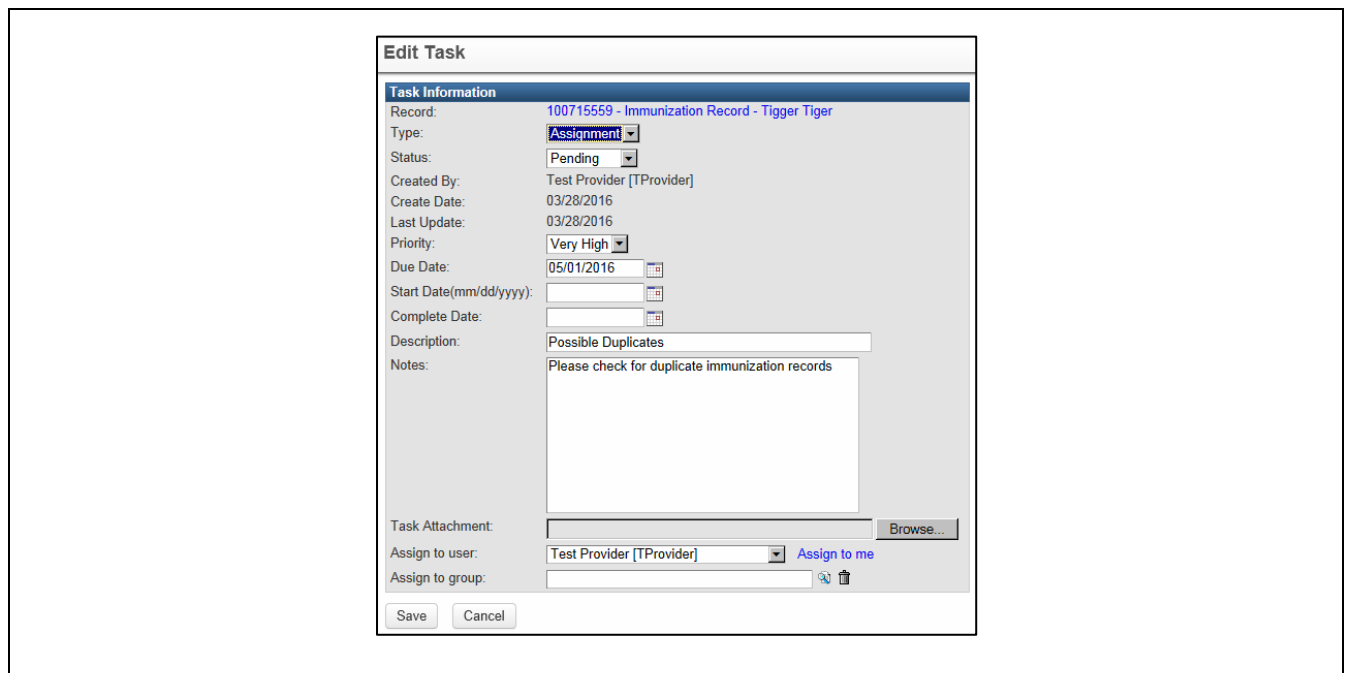 Edit Task
Task Information
Record: 100715559 - Immunization Record - Tigger Tiger
Type: Assignment
Status: Pending
Created By: Test Provider [TProvider]
Create Date: 03/28/2016
Last Update: 03/28/2016
Priority: Very High
Due Date: 05/01/2016
Start Date(mm/dd/yyyy):
Complete Date:
Description: Possible Duplicates
Notes: Please check for duplicate immunization records
Task Attachment: Browse...
Assign to user: Test Provider [TProvider] Assign to me
Assign to group:
Save Cancel